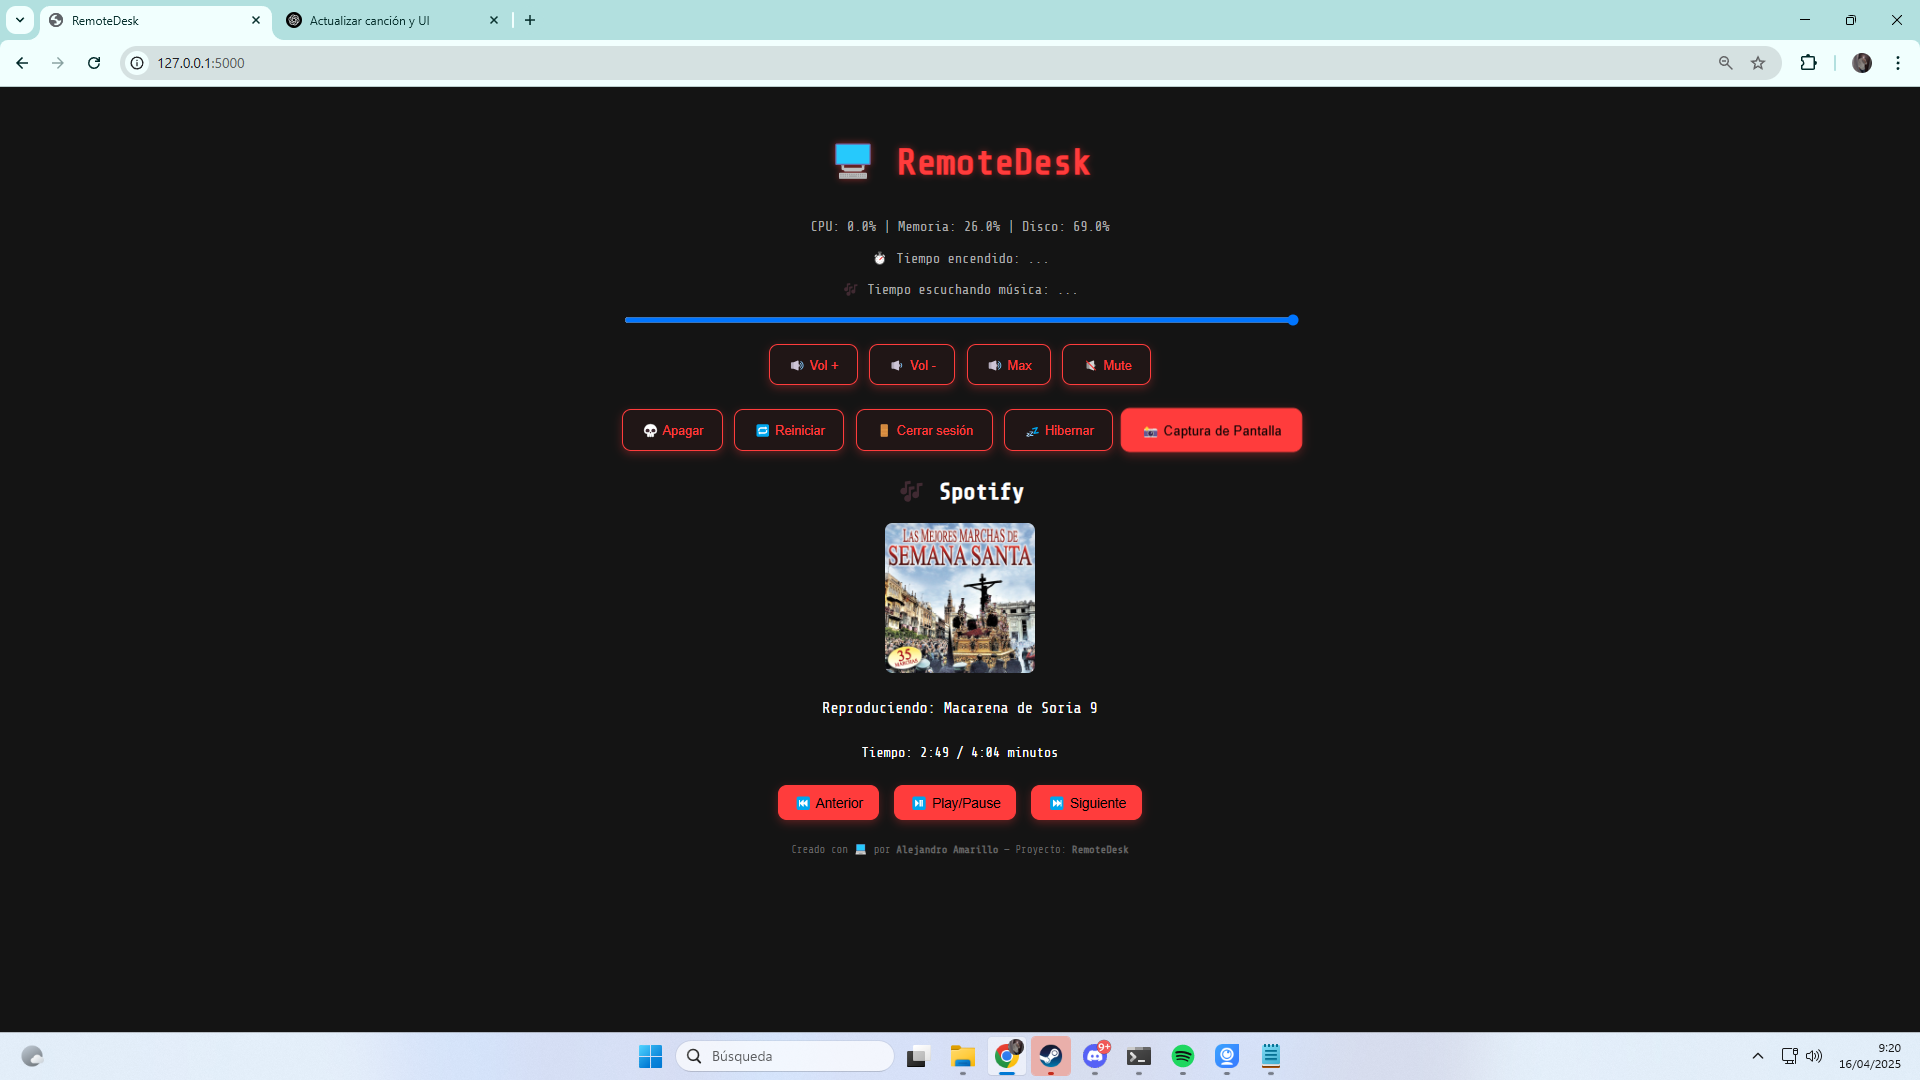 RemoteDesk
Actualizar canción y UI
127.0.0.1:5000
RemoteDesk
CPU: 0.0% | Memoria: 26.0% | Disco: 69.0%
Tiempo encendido: ...
Tiempo escuchando música: ...
Vol +
Vol -
Max
Mute
Apagar
Reiniciar
Cerrar sesión
Hibernar
Captura de Pantalla
Spotify
LAS MEJORES MARCHAS DE
SEMANA SANTA
35
MARCHAS
Reproduciendo: Macarena de Soria 9
Tiempo: 2:49 / 4:04 minutos
Anterior
Play/Pause
Siguiente
Creado con por Alejandro Amarillo — Proyecto: RemoteDesk
Búsqueda
9+
9:20
16/04/2025